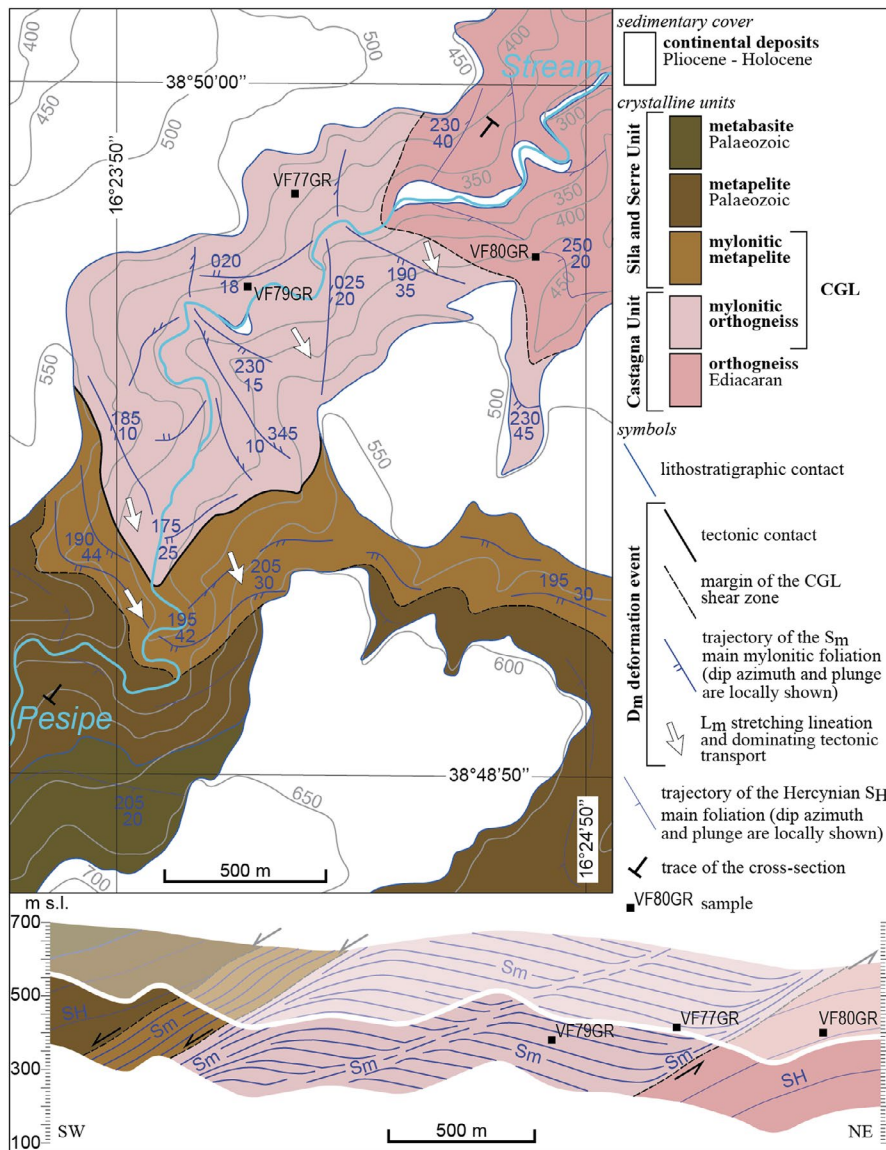 400
450
500
500
450
400
38°50'00"
Stream
16°23'50"
230
40
300
350
350
400
450
VF77GR
VF80GR
250
20
020
18
VF79GR
025
20
190
35
230
15
550
500
230
45
185
10
10
345
550
175
25
190
44
205
30
195
42
195
30
600
Pesipe
38°48'50"
205
20
650
700
16°24'50"
500 m
sedimentary cover
continental deposits
Pliocene - Holocene
crystalline units
Sila and Serre Unit
metabasite
Palaeozoic
metapelite
Palaeozoic
mylonitic
metapelite
CGL
Castagna Unit
mylonitic
orthogneiss
orthogneiss
Ediacaran
symbols
lithostratigraphic contact
Dm deformation event
tectonic contact
margin of the CGL
shear zone
trajectory of the Sm
main mylonitic foliation
(dip azimuth and plunge
are locally shown)
Lm stretching lineation
and dominating tectonic
transport
trajectory of the Hercynian SH
main foliation (dip azimuth
and plunge are locally shown)
trace of the cross-section
VF80GR sample
m s.l.
700
500
300
100
SH
Sm
Sm
Sm
Sm
Sm
Sm
SH
VF79GR
VF77GR
VF80GR
SW
500 m
NE